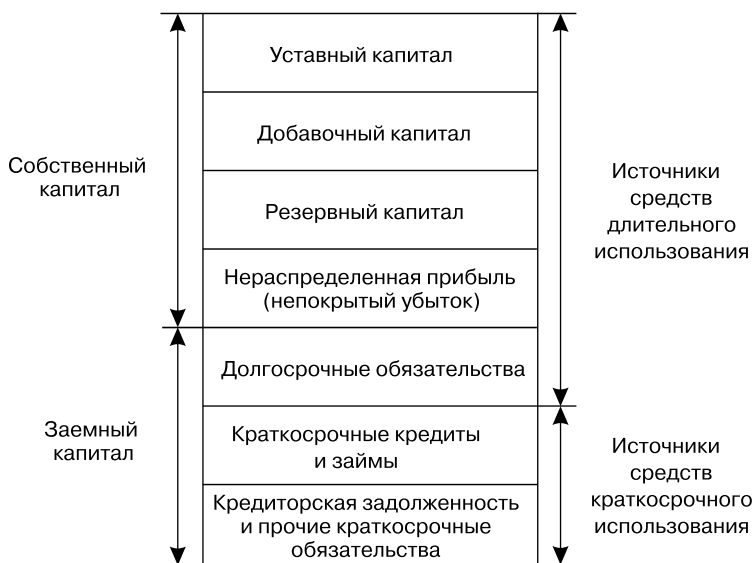 Собственный
капитал
Заемный
капитал
Уставный капитал
Добавочный капитал
Резервный капитал
Нераспределенная прибыль
(непокрытый убыток)
Долгосрочные обязательства
Краткосрочные кредиты
и займы
Кредиторская задолженность
и прочие краткосрочные
обязательства
Источники
средств
длительного
использования
Источники
средств
краткосрочного
использования